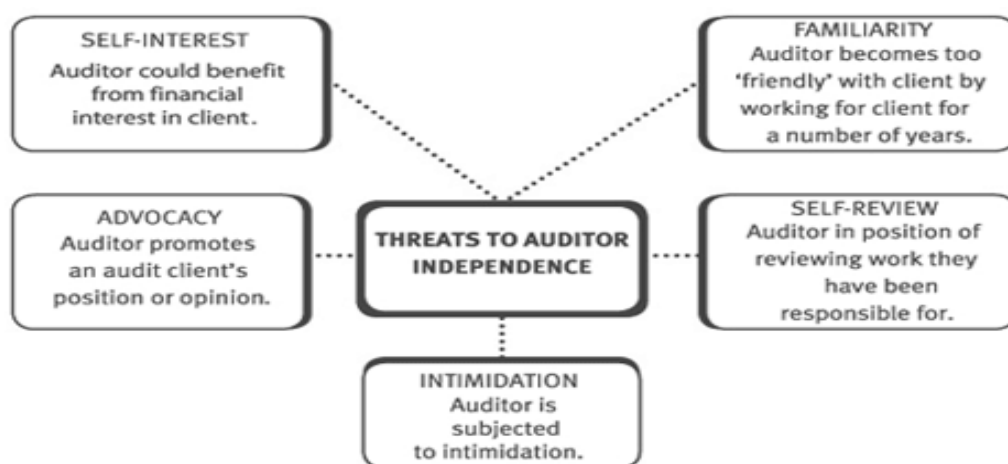 SELF-INTEREST
Auditor could benefit
from financial
interest in client.
FAMILIARITY
Auditor becomes too
‘friendly’ with client by
working for client for
a number of years.
ADVOCACY
Auditor promotes
an audit client’s
position or opinion.
THREATS TO AUDITOR
INDEPENDENCE
SELF-REVIEW
Auditor in position of
reviewing work they
have been
responsible for.
INTIMIDATION
Auditor is
subjected
to intimidation.